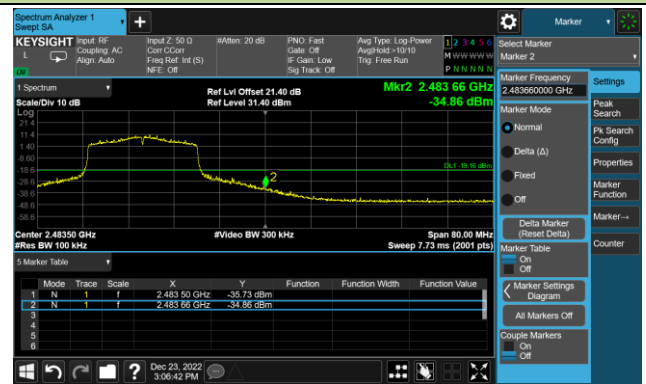 Spectrum Analyzer 1
Swept SA
Marker
KEYSIGHT
L
Input: RF
Coupling: AC
Align: Auto
Input Z: 50 Ω
Corr CCorr
Freq Ref: Int (S)
NFE: Off
#Atten: 20 dB
PNO: Fast
Gate: Off
IF Gain: Low
Sig Track: Off
Avg Type: Log-Power
Avg|Hold:>10/10
Trig: Free Run
1 2 3 4 5 6
M W W W W W
P N N N N N
Select Marker
Marker 2
1 Spectrum
Scale/Div 10 dB
Ref Lvl Offset 21.40 dB
Ref Level 31.40 dBm
Mkr2 2.483 66 GHz
-34.86 dBm
Log
21.4
11.4
1.40
-8.60
-18.6
-28.6
-38.6
-48.6
-58.6
DL1 -19.16 dBm
2
Center 2.48350 GHz
#Res BW 100 kHz
#Video BW 300 kHz
Span 80.00 MHz
Sweep 7.73 ms (2001 pts)
5 Marker Table
Mode Trace Scale X Y Function Function Width Function Value
1 N 1 f 2.483 50 GHz -35.73 dBm
2 N 1 f 2.483 66 GHz -34.86 dBm
3
4
5
6
Marker Frequency
2.483660000 GHz
Marker Mode
Normal
Delta (Δ)
Fixed
Off
Delta Marker
(Reset Delta)
Marker Table
On
Off
Marker Settings
Diagram
All Markers Off
Couple Markers
On
Off
Settings
Peak
Search
Pk Search
Config
Properties
Marker
Function
Marker→
Counter
?
Dec 23, 2022
3:06:42 PM